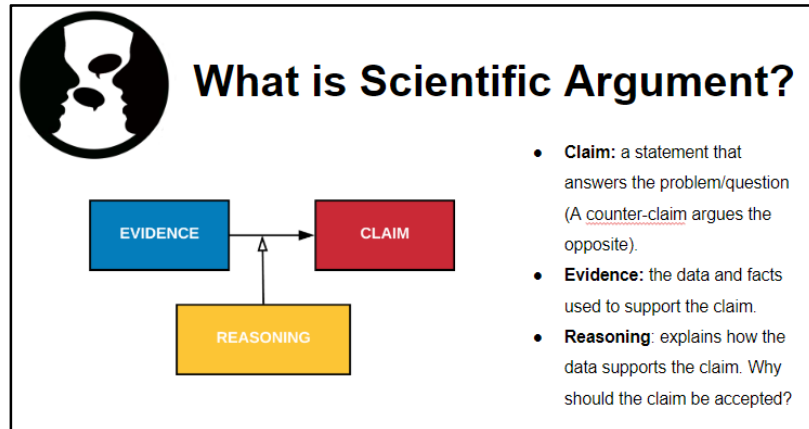 What is Scientific Argument?
EVIDENCE
CLAIM
REASONING
● Claim: a statement that
answers the problem/question
(A counter-claim argues the
opposite).
● Evidence: the data and facts
used to support the claim.
● Reasoning: explains how the
data supports the claim. Why
should the claim be accepted?